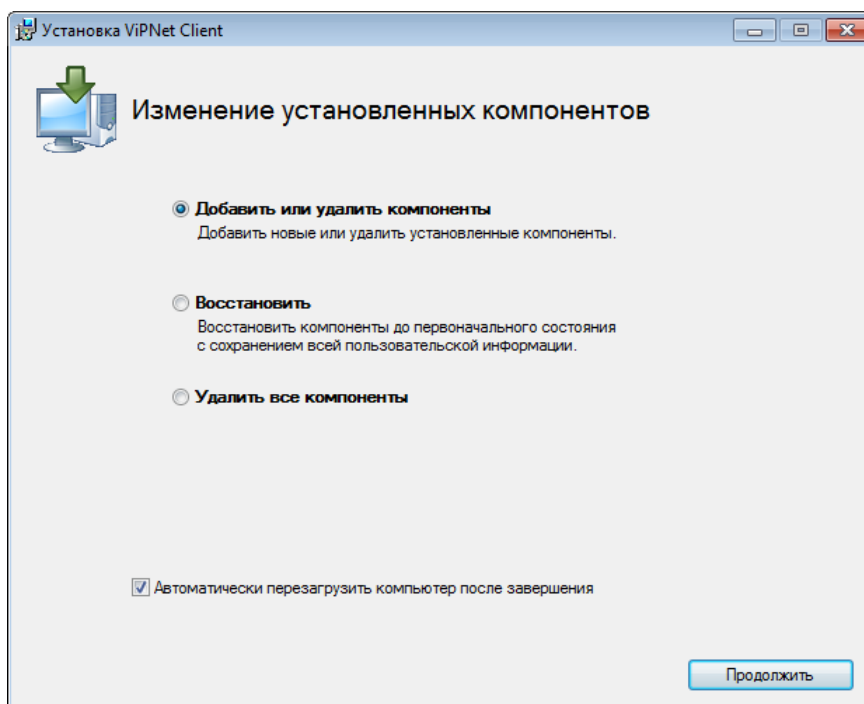 Установка ViPNet Client
Изменение установленных компонентов
Добавить или удалить компоненты
Добавить новые или удалить установленные компоненты.
Восстановить
Восстановить компоненты до первоначального состояния
с сохранением всей пользовательской информации.
Удалить все компоненты
Автоматически перезагрузить компьютер после завершения
Продолжить